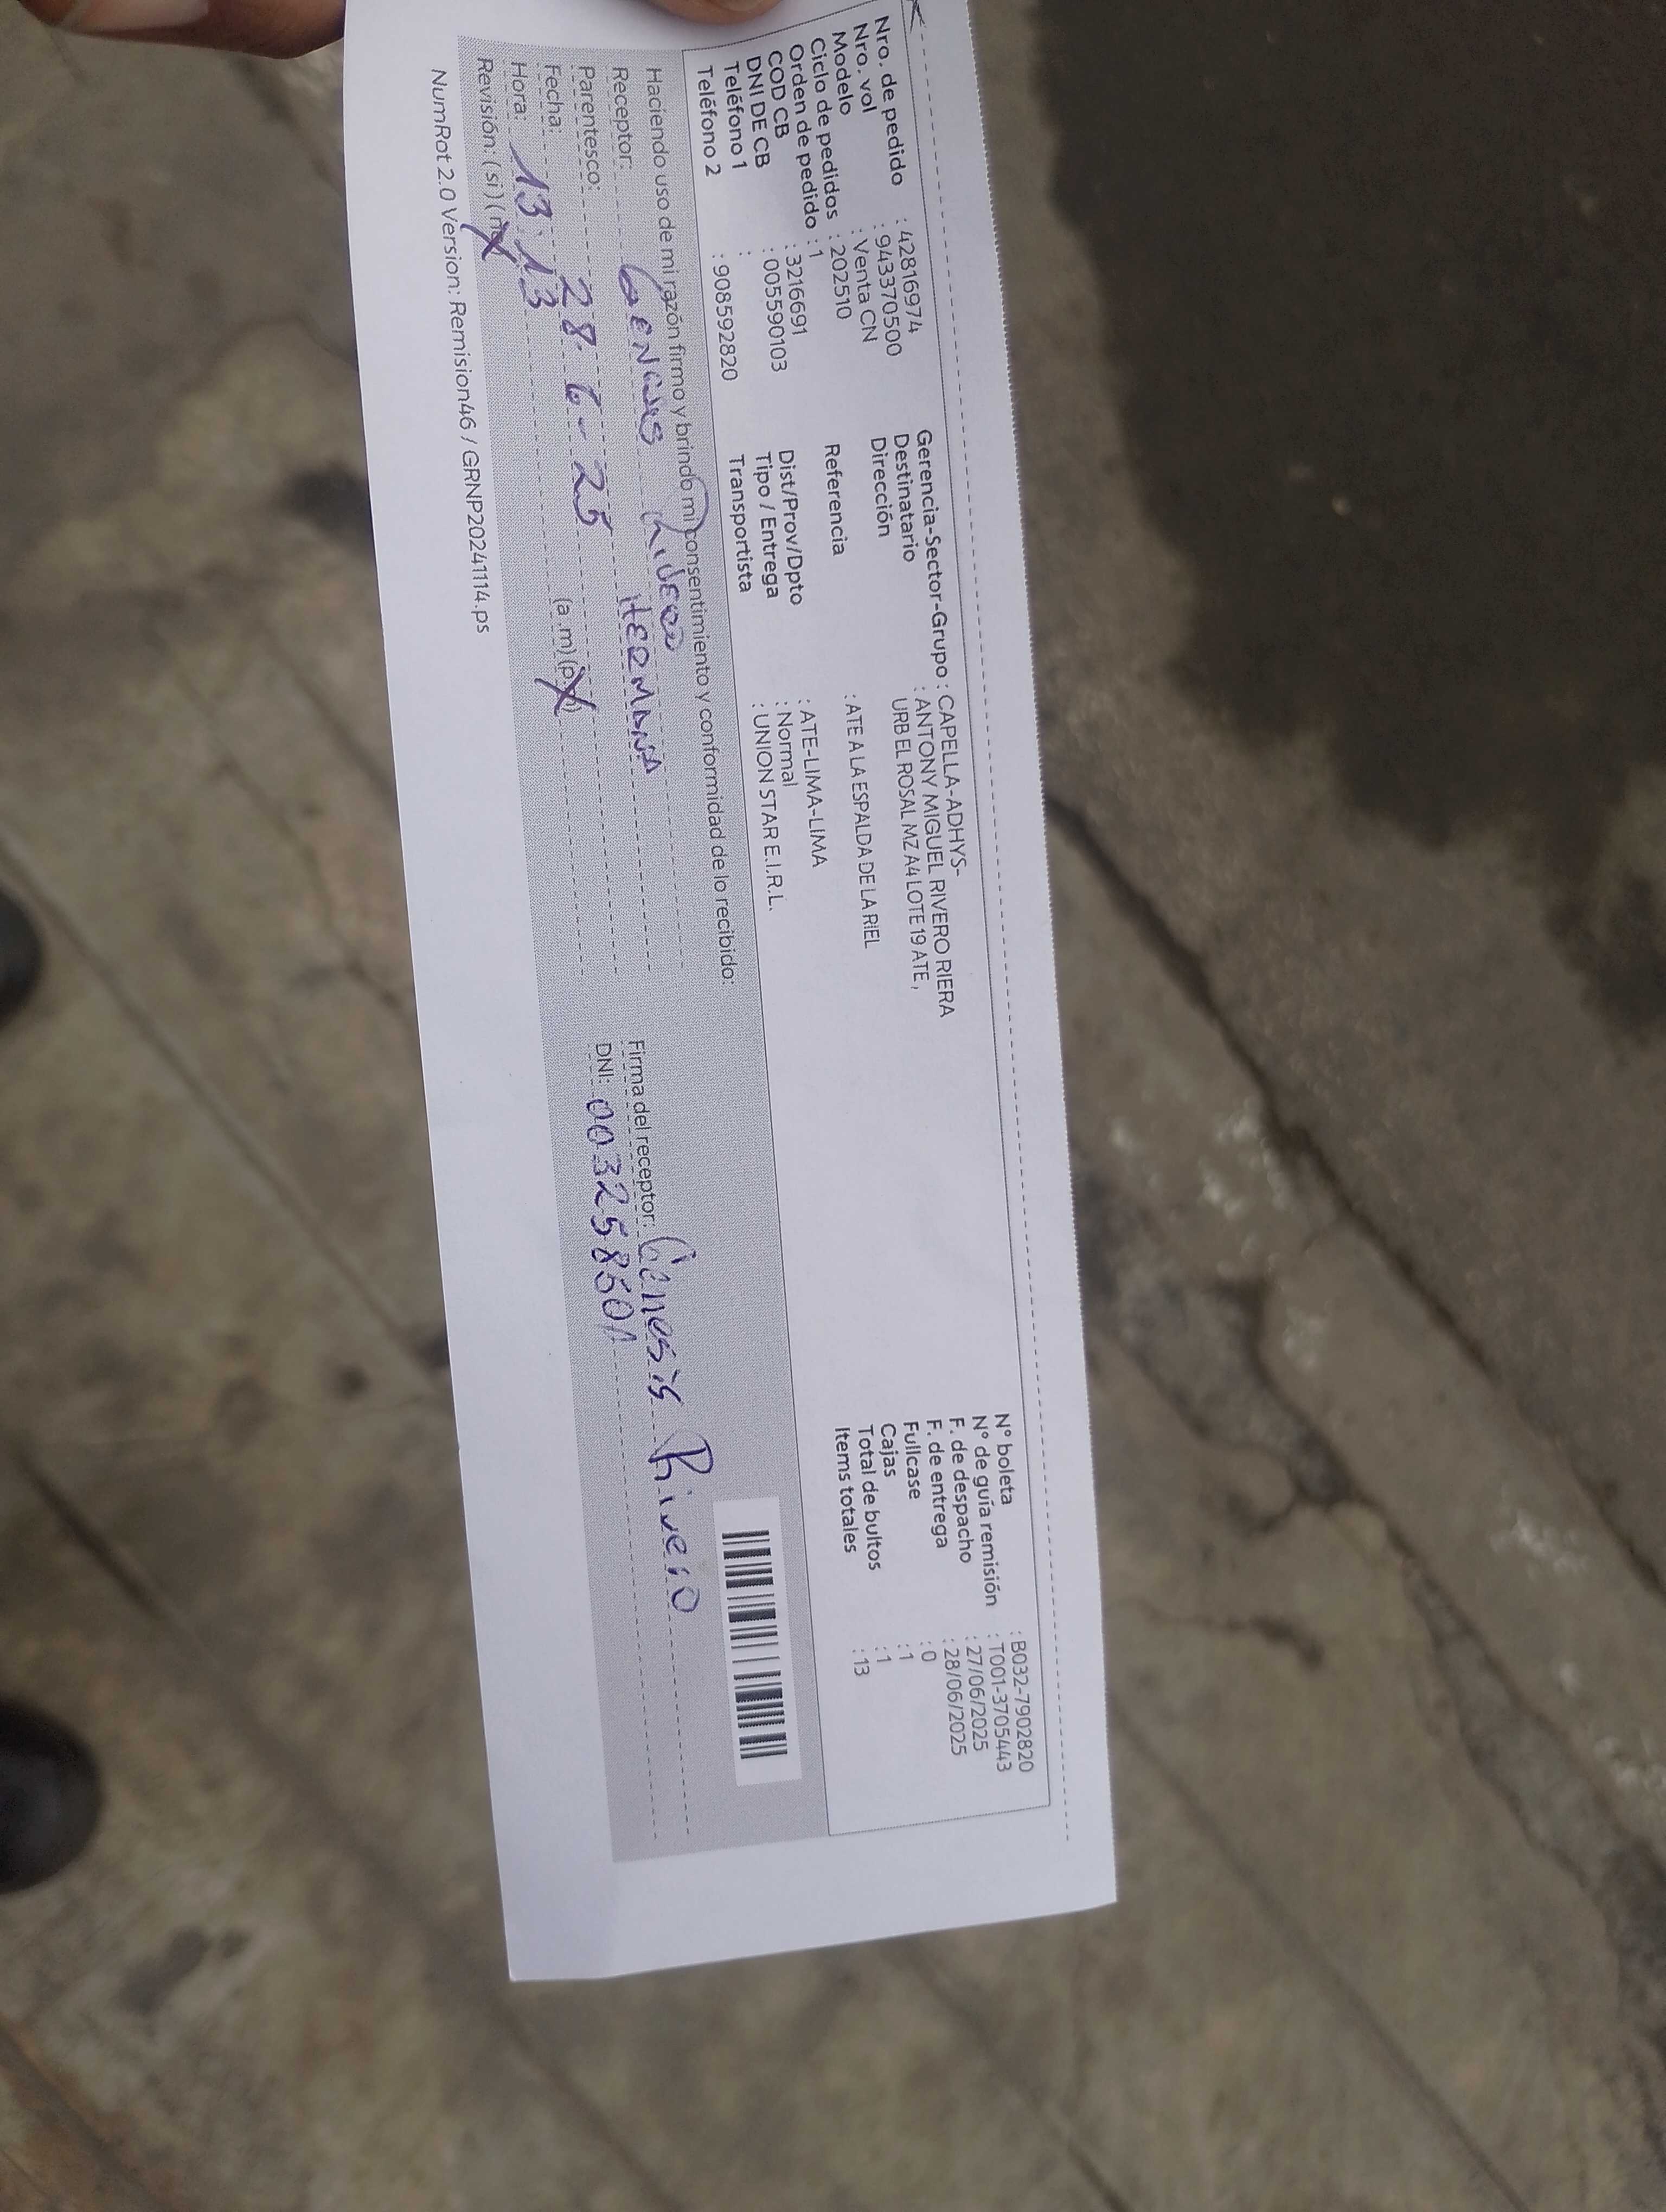 Nro. de pedido : 42816974
Nro. vol : 943370500
Modelo : Venta CN
Ciclo de pedidos : 202510
Orden de pedido : 1
COD CB : 3216691
DNI DE CB : 005590103
Teléfono 1 :
Teléfono 2 : 908592820
Gerencia-Sector-Grupo : CAPELLA-ADHYS-
Destinatario : ANTONY MIGUEL RIVERO RIERA
Dirección : URB EL ROSAL MZ A4 LOTE 19 ATE ,
Referencia : ATE A LA ESPALDA DE LA RIEL
Dist/Prov/Dpto : ATE-LIMA-LIMA
Tipo / Entrega : Normal
Transportista : UNION STAR E.I.R.L.
N° boleta : B032-7902820
N° de guía remisión : T001-3705443
F. de despacho : 27/06/2025
F. de entrega : 28/06/2025
Fullcase : 0
Cajas : 1
Total de bultos : 1
Items totales : 13
Haciendo uso de mi razón firmo y brindo mi consentimiento y conformidad de lo recibido:
Receptor:
Parentesco: HERMANA
Fecha: 28-6-25
Hora: 13:13 (a.m) (p.m)
Revisión: (si) (no)
Firma del receptor: Génesis Rivero
DNI:
NumRot 2.0 Version: Remision46 / GRNP20241114.ps